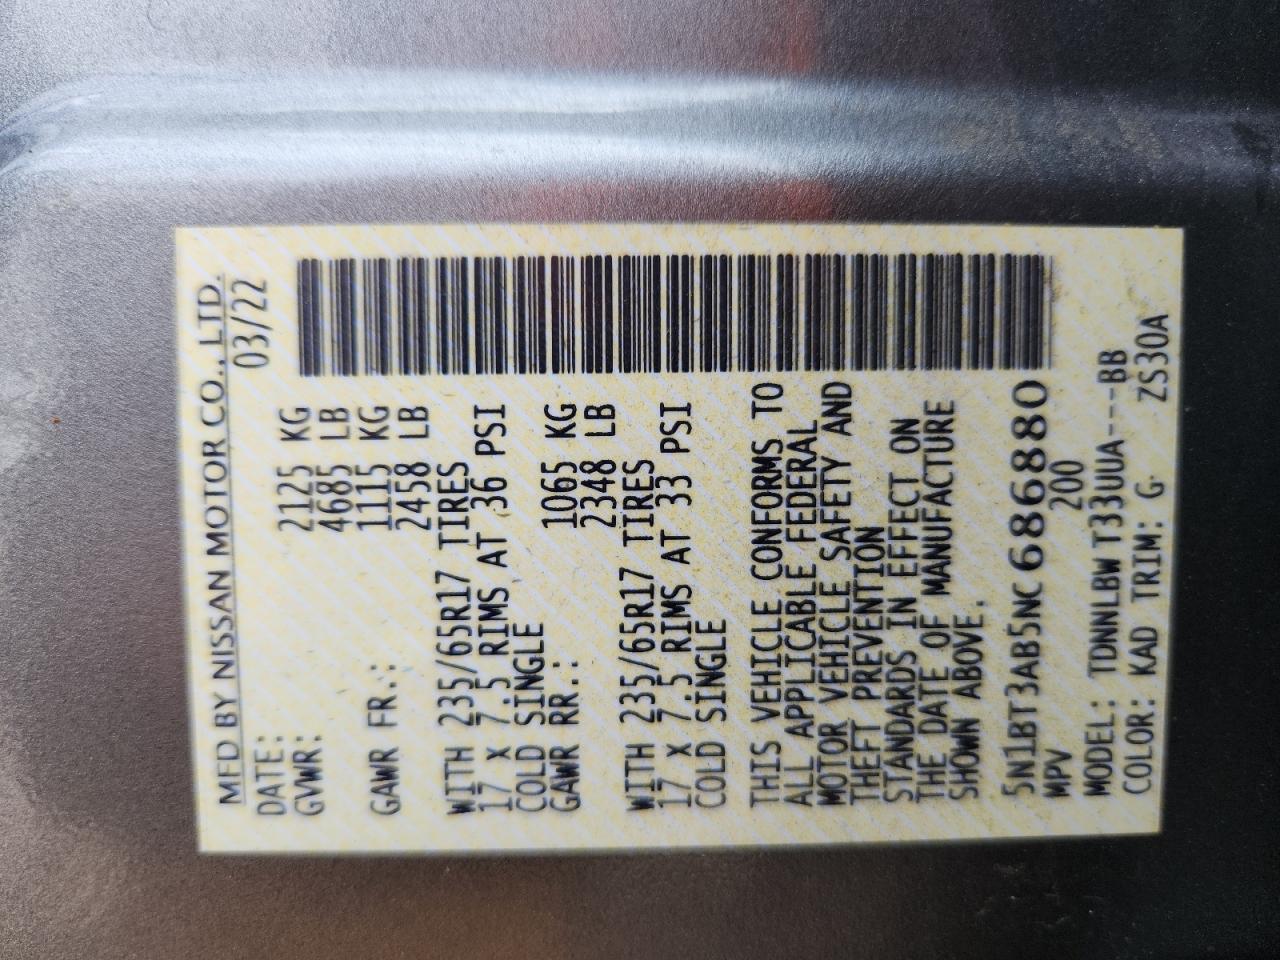 MFD BY NISSAN MOTOR CO., LTD.
DATE: 03/22
GVWR: 2125 KG
4685 LB
GAWR FR.: 1115 KG
2458 LB
WITH 235/65R17 TIRES
17 X 7.5 RIMS AT 36 PSI
COLD SINGLE
GAWR RR.: 1065 KG
2348 LB
WITH 235/65R17 TIRES
17 X 7.5 RIMS AT 33 PSI
COLD SINGLE
THIS VEHICLE CONFORMS TO
ALL APPLICABLE FEDERAL
MOTOR VEHICLE SAFETY AND
THEFT PREVENTION
STANDARDS IN EFFECT ON
THE DATE OF MANUFACTURE
SHOWN ABOVE.
5N1BT3AB5NC686880
MPV 200
MODEL: TDNNLBW T33UUA---BB
COLOR: KAD TRIM: G ZS30A